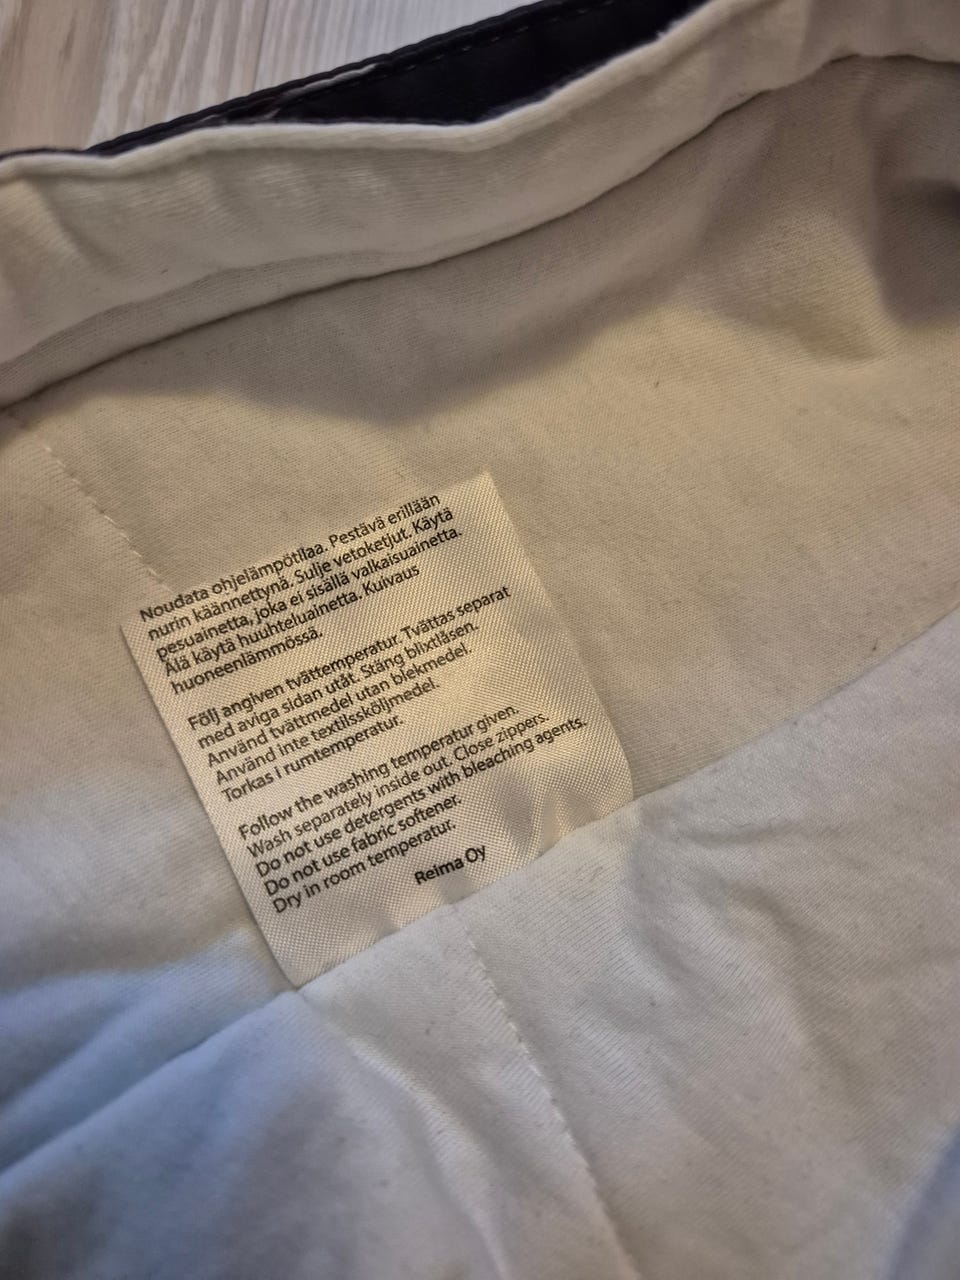 Noudata ohjelämpötilaa. Pestävä erillään
nurin käännettynä. Sulje vetoketjut. Käytä
pesuainetta, joka ei sisällä valkaisuainetta.
Älä käytä huuhteluainetta. Kuivaus
huoneenlämmössä.
Följ angiven tvättemperatur. Tvättas separat
med aviga sidan utåt. Stäng blixtlåsen.
Använd tvättmedel utan blekmedel.
Använd inte textilssköljmedel.
Torkas I rumtemperatur.
Follow the washing temperatur given.
Wash separately inside out. Close zippers.
Do not use detergents with bleaching agents.
Do not use fabric softener.
Dry in room temperatur.
Reima Oy